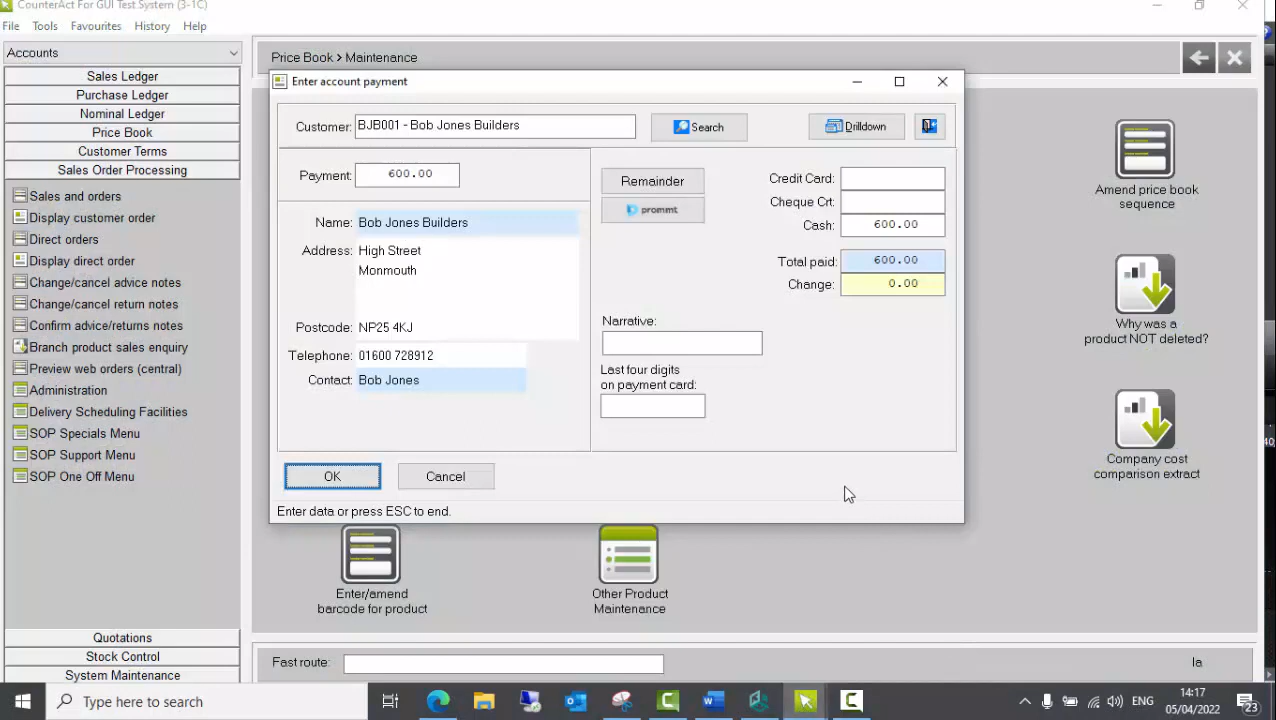 CounterAct For GUI Test System (3-1C)
File Tools Favourites History Help
Accounts
Sales Ledger
Purchase Ledger
Nominal Ledger
Price Book
Customer Terms
Sales Order Processing
Sales and orders
Display customer order
Direct orders
Display direct order
Change/cancel advice notes
Change/cancel return notes
Confirm advice/returns notes
Branch product sales enquiry
Preview web orders (central)
Administration
Delivery Scheduling Facilities
SOP Specials Menu
SOP Support Menu
SOP One Off Menu
Quotations
Stock Control
System Maintenance
Price Book > Maintenance
Enter account payment
Customer: BJB001 - Bob Jones Builders Search Drilldown
Payment: 600.00
Name: Bob Jones Builders
Address: High Street
Monmouth
Postcode: NP25 4KJ
Telephone: 01600 728912
Contact: Bob Jones
Remainder
prommt
Credit Card:
Cheque Crt:
Cash: 600.00
Total paid: 600.00
Change: 0.00
Narrative:
Last four digits
on payment card:
OK Cancel
Enter data or press ESC to end.
Amend price book
sequence
Why was a
product NOT deleted?
Company cost
comparison extract
Enter/amend
barcode for product
Other Product
Maintenance
Fast route: la
Type here to search
ENG
14:17
05/04/2022
23